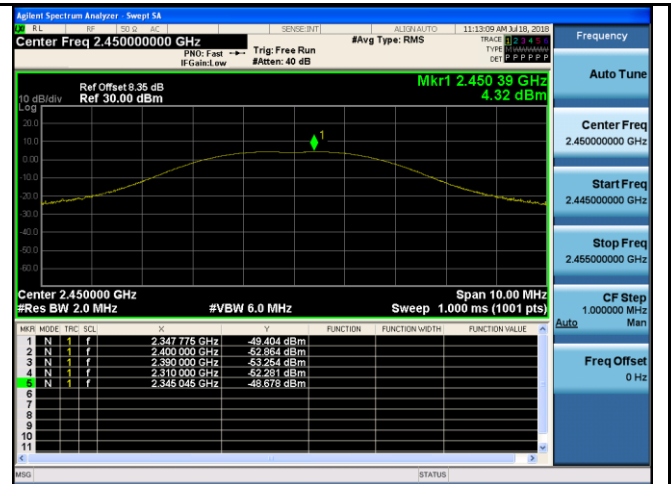 Agilent Spectrum Analyzer - Swept SA
RL RF 50 Ω AC SENSE:INT ALIGN AUTO 11:13:09 AM Jul 18, 2018
Center Freq 2.450000000 GHz
PNO: Fast
IFGain:Low
Trig: Free Run
#Atten: 40 dB
#Avg Type: RMS
TRACE 1 2 3 4 5 6
TYPE M
DET P P P P P P
Ref Offset 8.35 dB
10 dB/div Ref 30.00 dBm
Log
Mkr1 2.450 39 GHz
4.32 dBm
20.0
10.0
0.00
-10.0
-20.0
-30.0
-40.0
-50.0
-60.0
1
Center 2.450000 GHz Span 10.00 MHz
#Res BW 2.0 MHz #VBW 6.0 MHz Sweep 1.000 ms (1001 pts)
MKR MODE TRC SCL X Y FUNCTION FUNCTION WIDTH FUNCTION VALUE
1 N 1 f 2.347 775 GHz -49.404 dBm
2 N 1 f 2.400 000 GHz -52.864 dBm
3 N 1 f 2.390 000 GHz -53.254 dBm
4 N 1 f 2.310 000 GHz -52.281 dBm
5 N 1 f 2.345 045 GHz -48.678 dBm
6
7
8
9
10
11
MSG STATUS
Frequency
Auto Tune
Center Freq
2.450000000 GHz
Start Freq
2.445000000 GHz
Stop Freq
2.455000000 GHz
CF Step
1.000000 MHz
Auto Man
Freq Offset
0 Hz